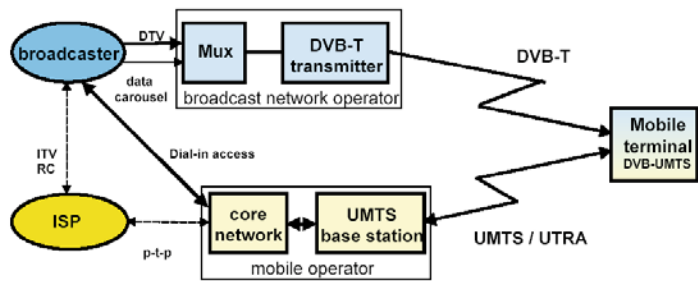 broadcaster
DTV
data
carousel
Mux
DVB-T
transmitter
broadcast network operator
DVB-T
Mobile
terminal
DVB-UMTS
ITV
RC
Dial-in access
ISP
p-t-p
core
network
UMTS
base station
mobile operator
UMTS / UTRA